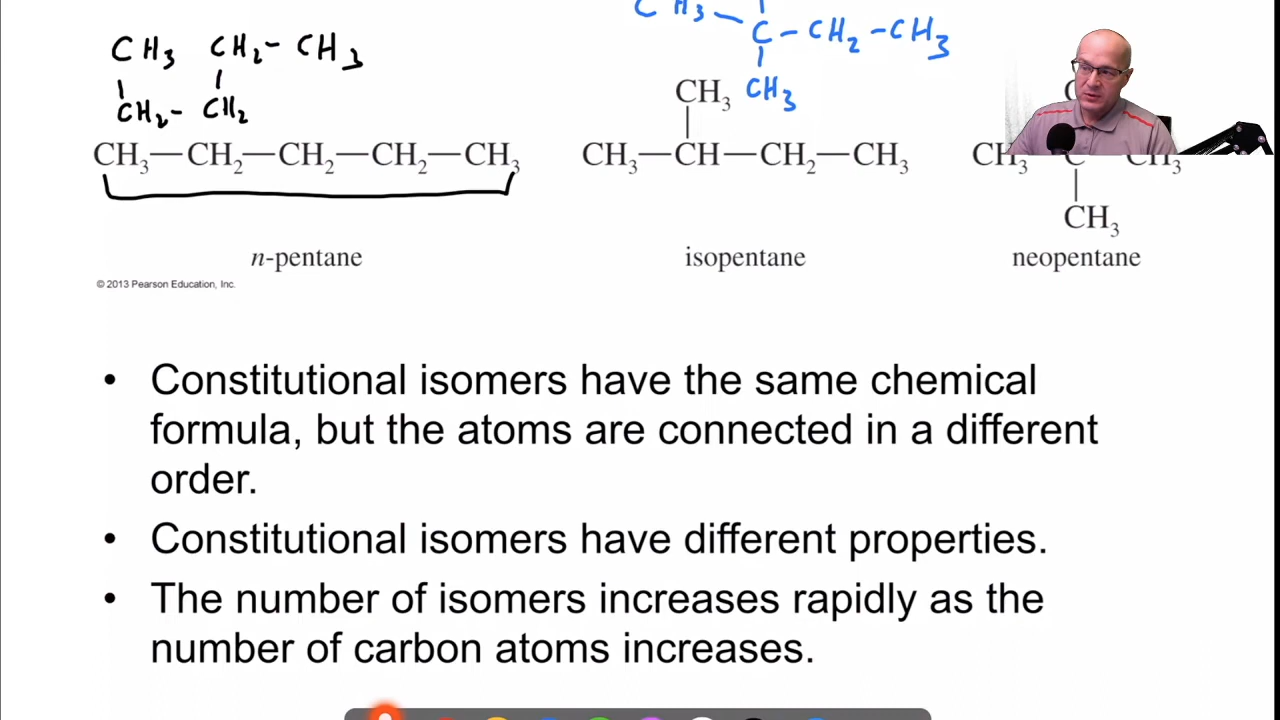 CH3 - C - CH2 - CH3
CH3 CH2 - CH3
CH2 - CH2
CH3
CH3
CH3—CH2—CH2—CH2—CH3
CH3—CH—CH2—CH3
CH3 C CH3
CH3
n-pentane
isopentane
neopentane
© 2013 Pearson Education, Inc.
• Constitutional isomers have the same chemical
formula, but the atoms are connected in a different
order.
• Constitutional isomers have different properties.
• The number of isomers increases rapidly as the
number of carbon atoms increases.